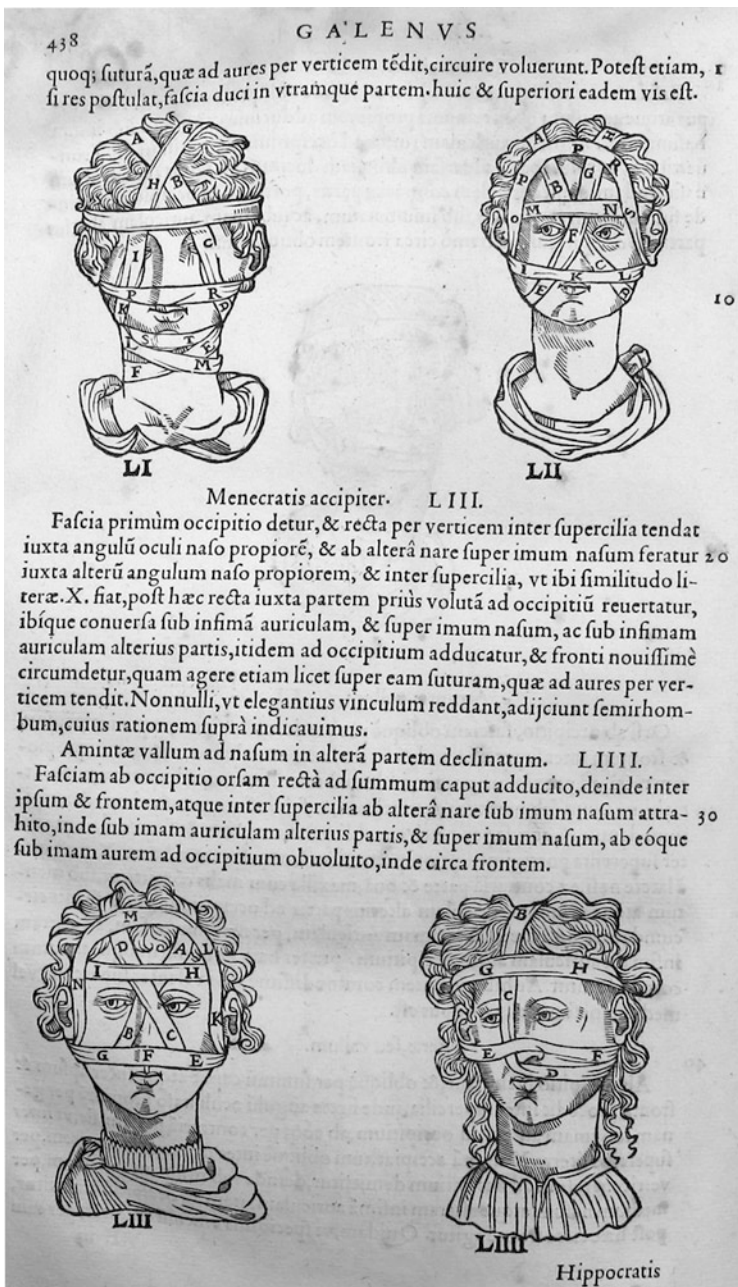 438
GALENVS
quoq; ſuturā, quæ ad aures per verticem tēdit, circuire voluerunt. Poteſt etiam, 1
ſi res poſtulat, faſcia duci in vtramque partem. huic & ſuperiori eadem vis eſt.
A G
H B
I C
P R
K D
S T
L E
F M
LI
A H
P P R
B G
O M N S
F
C
I K L
E D
10
LII
Menecratis accipiter. LIII.
Faſcia primùm occipitio detur, & recta per verticem inter ſupercilia tendat
iuxta angulū oculi naſo propiorē, & ab alterâ nare ſuper imum naſum feratur 20
iuxta alterū angulum naſo propiorem, & inter ſupercilia, vt ibi ſimilitudo li-
teræ. X. fiat, poſt hæc recta iuxta partem priùs volutā ad occipitiū reuertatur,
ibíque conuerſa ſub infimā auriculam, & ſuper imum naſum, ac ſub infimam
auriculam alterius partis, itidem ad occipitium adducatur, & fronti nouiſſimè
circumdetur, quam agere etiam licet ſuper eam ſuturam, quæ ad aures per ver-
ticem tendit. Nonnulli, vt elegantius vinculum reddant, adijciunt ſemirhom-
bum, cuius rationem ſuprà indicauimus.
Amintæ vallum ad naſum in alterā partem declinatum. LIIII.
Faſciam ab occipitio orſam rectà ad ſummum caput adducito, deinde inter
ipſum & frontem, atque inter ſupercilia ab alterâ nare ſub imum naſum attra- 30
hito, inde ſub imam auriculam alterius partis, & ſuper imum naſum, ab eóque
ſub imam aurem ad occipitium obuoluito, inde circa frontem.
M
D A L
N I H
B C K
G F E
LIII
B
G H
C
E F
D
LIIII
Hippocratis